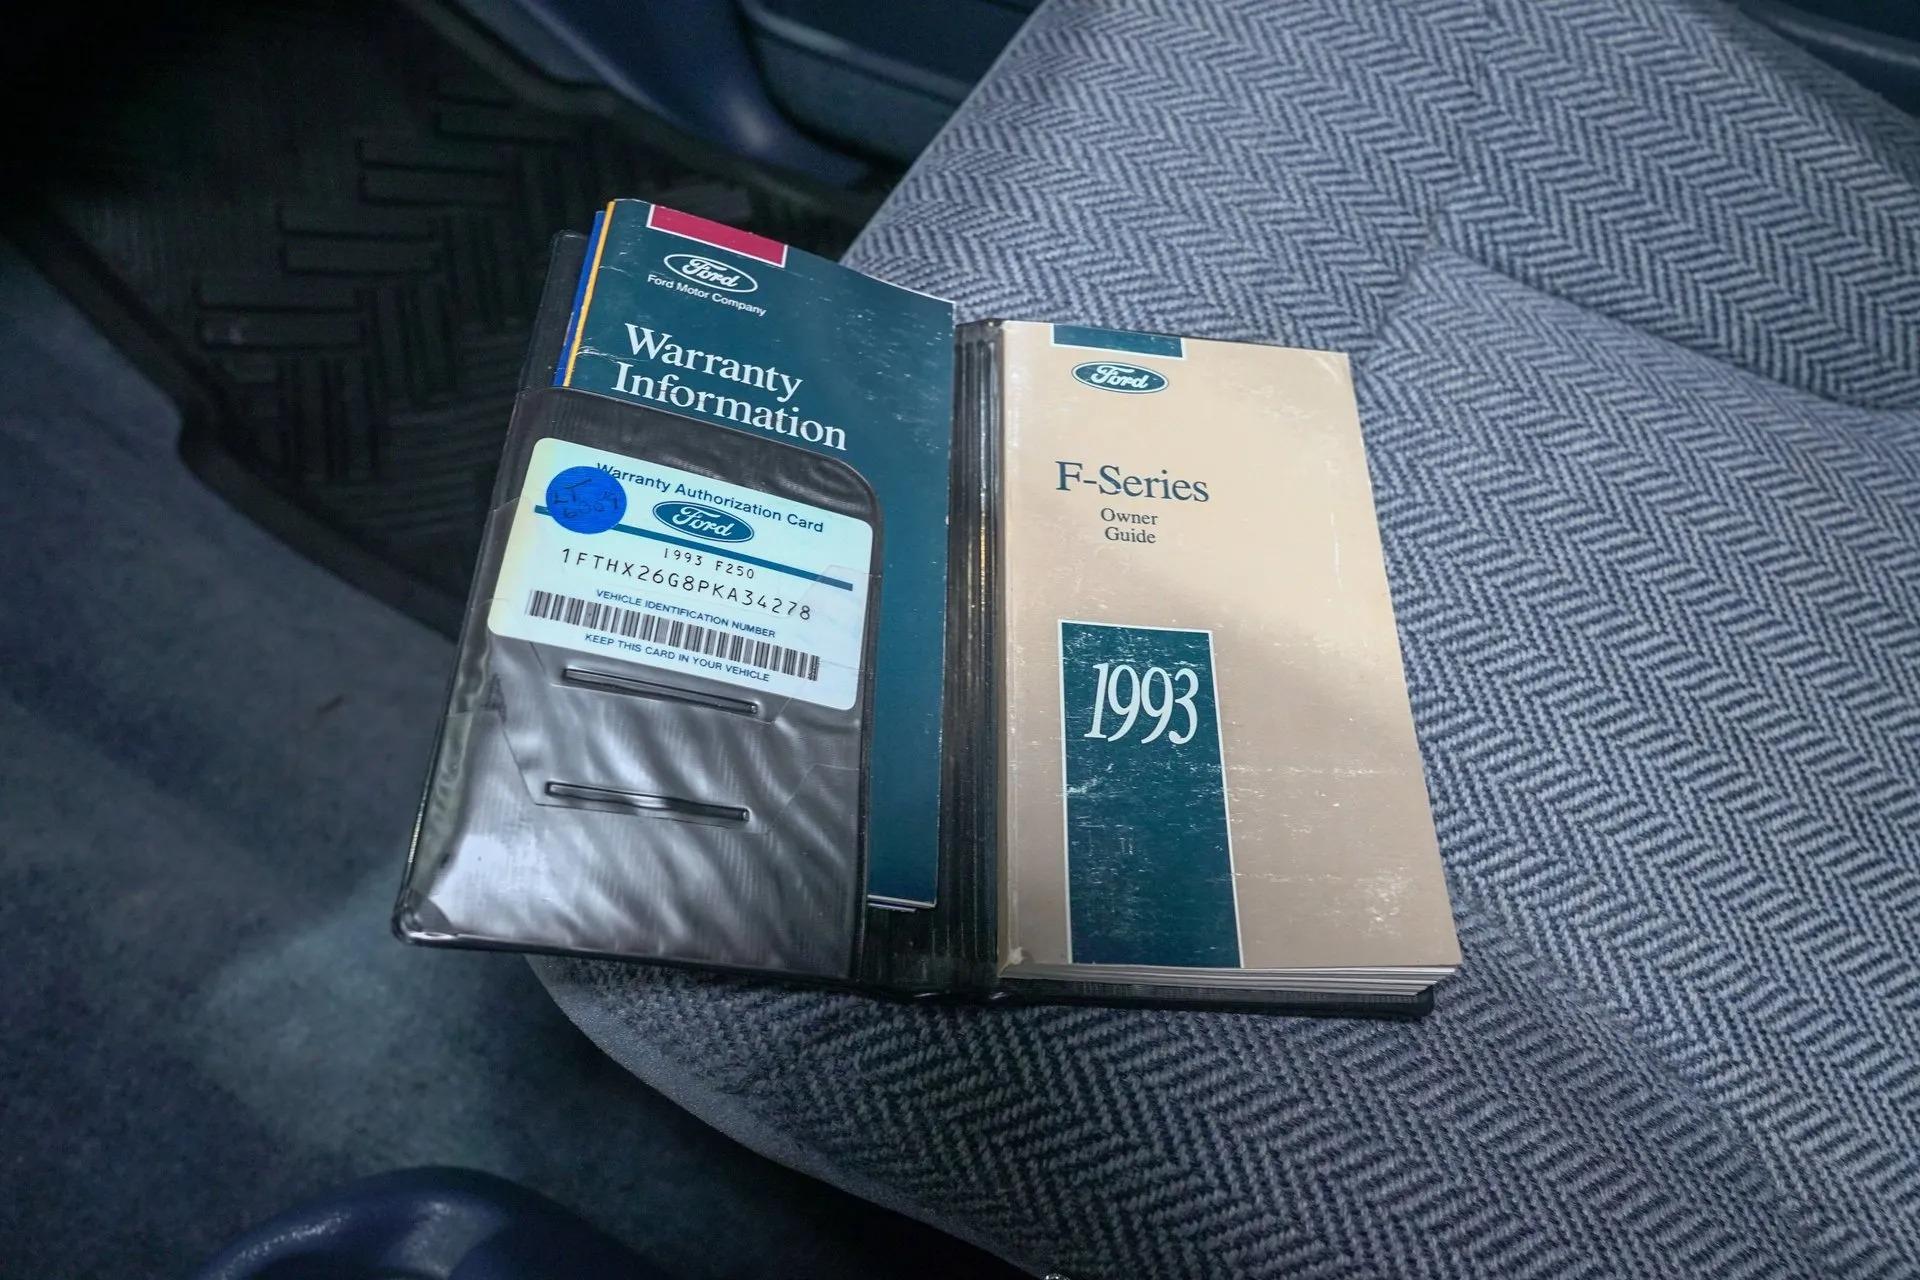 Ford
Ford Motor Company
Warranty
Information
Warranty Authorization Card
Ford
1993 F250
1FTHX26G8PKA34278
VEHICLE IDENTIFICATION NUMBER
KEEP THIS CARD IN YOUR VEHICLE
Ford
F-Series
Owner
Guide
1993